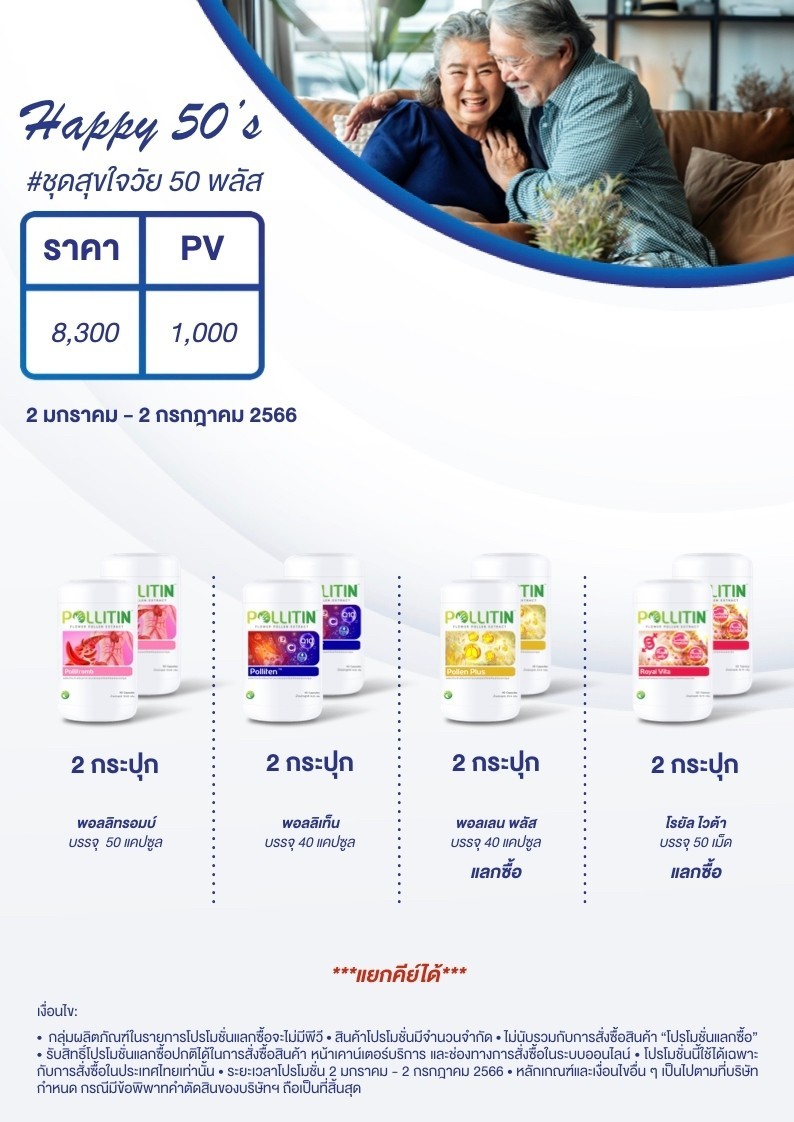 Happy 50's
#ชุดสุขใจวัย 50 พลัส
ราคา PV
8,300 1,000
2 มกราคม - 2 กรกฎาคม 2566
POLLITIN
FLOWER POLLEN EXTRACT
Pollitromb
POLLITIN
FLOWER POLLEN EXTRACT
Q10
Polliten™
POLLITIN
FLOWER POLLEN EXTRACT
Pollen Plus
POLLITIN
FLOWER POLLEN EXTRACT
Royal Vita
2 กระปุก 2 กระปุก 2 กระปุก 2 กระปุก
พอลลิทรอมบ์ พอลลิเท็น พอลเลน พลัส โรยัล ไวต้า
บรรจุ 50 แคปซูล บรรจุ 40 แคปซูล บรรจุ 40 แคปซูล บรรจุ 50 เม็ด
แลกซื้อ แลกซื้อ
***แยกคีย์ได้***
เงื่อนไข:
• กลุ่มผลิตภัณฑ์ในรายการโปรโมชั่นแลกซื้อจะไม่มีพีวี • สินค้าโปรโมชั่นมีจำนวนจำกัด • ไม่นับรวมกับการสั่งซื้อสินค้า “โปรโมชั่นแลกซื้อ”
• รับสิทธิ์โปรโมชั่นแลกซื้อปกติได้ในการสั่งซื้อสินค้า หน้าเคาน์เตอร์บริการ และช่องทางการสั่งซื้อในระบบออนไลน์ • โปรโมชั่นนี้ใช้ได้เฉพาะ
กับการสั่งซื้อในประเทศไทยเท่านั้น • ระยะเวลาโปรโมชั่น 2 มกราคม - 2 กรกฎาคม 2566 • หลักเกณฑ์และเงื่อนไขอื่น ๆ เป็นไปตามที่บริษัท
กำหนด กรณีมีข้อพิพาทคำตัดสินของบริษัทฯ ถือเป็นที่สิ้นสุด